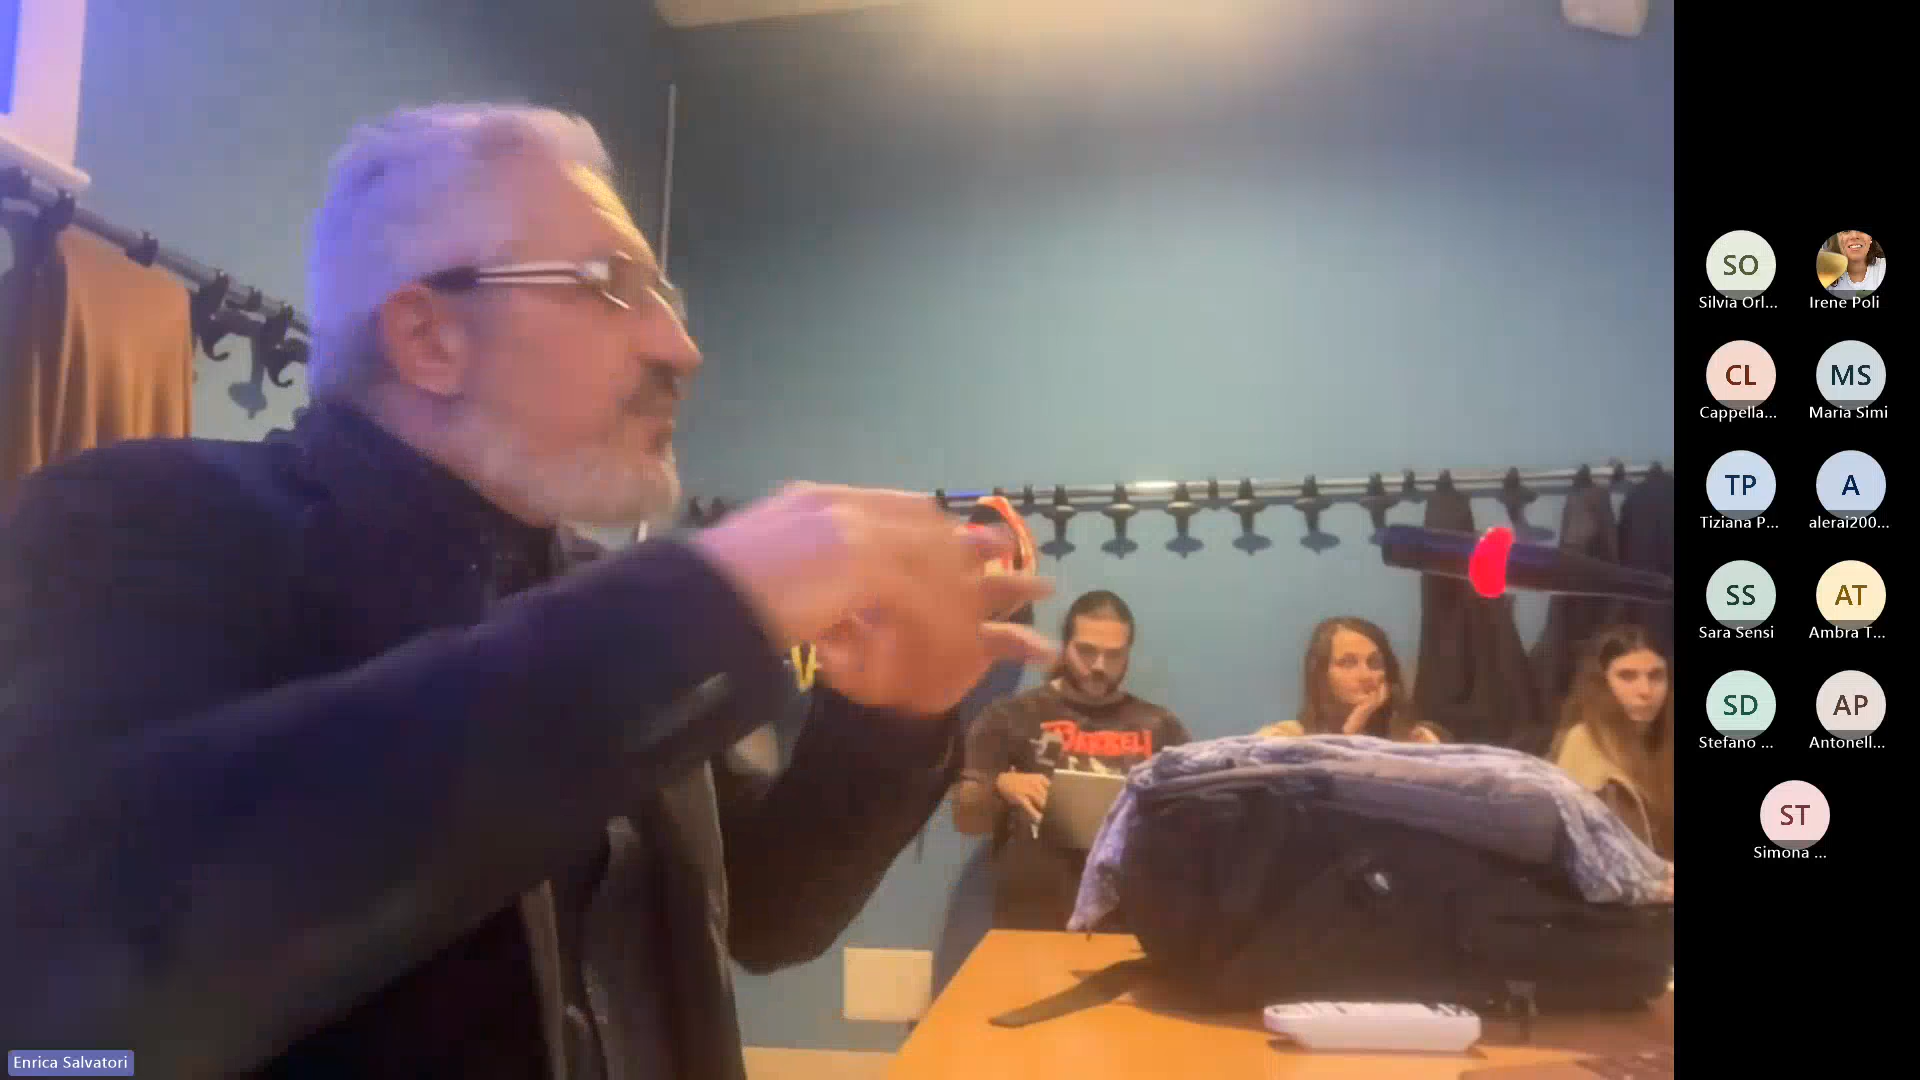 SO
Silvia Orl...
Irene Poli
CL
Cappella...
MS
Maria Simi
TP
Tiziana P...
A
alerai200...
SS
Sara Sensi
AT
Ambra T...
SD
Stefano ...
AP
Antonell...
ST
Simona ...
Enrica Salvatori